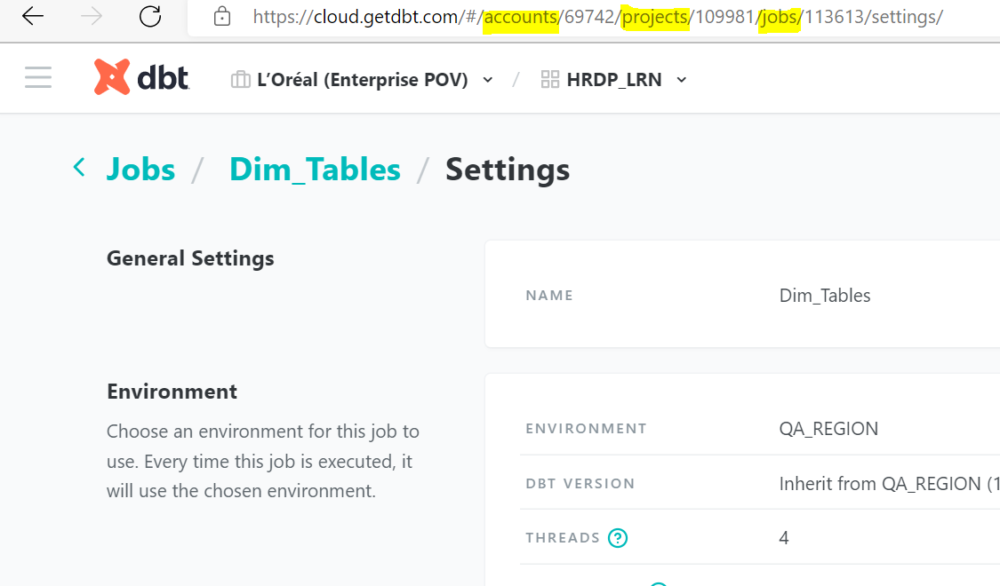 https://cloud.getdbt.com/#/accounts/69742/projects/109981/jobs/113613/settings/
dbt L'Oréal (Enterprise POV) / HRDP_LRN
Jobs / Dim_Tables / Settings
General Settings
NAME Dim_Tables
Environment
Choose an environment for this job to
use. Every time this job is executed, it
will use the chosen environment.
ENVIRONMENT QA_REGION
DBT VERSION Inherit from QA_REGION (1
THREADS ? 4